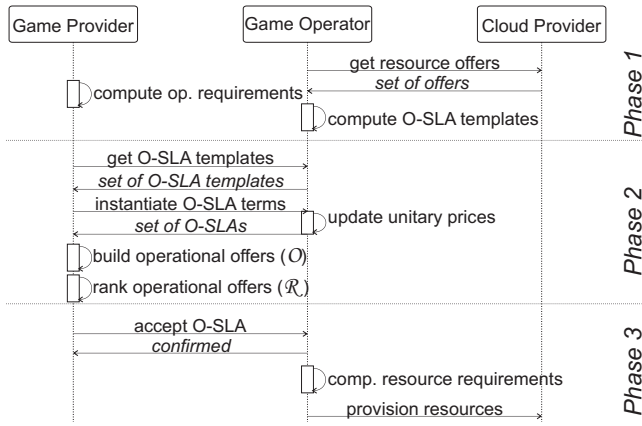 Game Provider
Game Operator
Cloud Provider
get resource offers
set of offers
compute op. requirements
compute O-SLA templates
Phase 1
get O-SLA templates
set of O-SLA templates
instantiate O-SLA terms
update unitary prices
set of O-SLAs
build operational offers (O)
rank operational offers (R)
Phase 2
accept O-SLA
confirmed
comp. resource requirements
provision resources
Phase 3